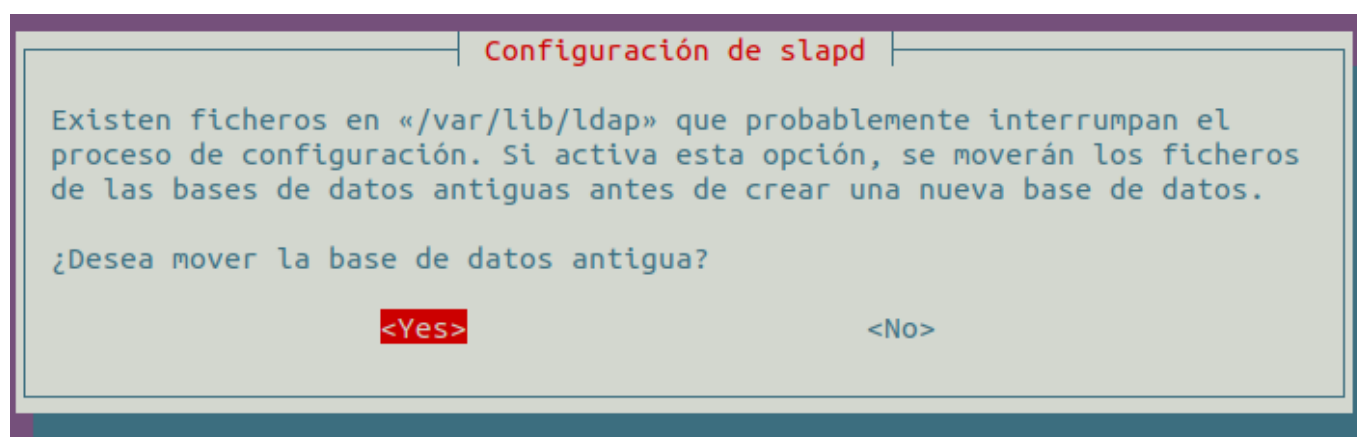 Configuración de slapd
Existen ficheros en «/var/lib/ldap» que probablemente interrumpan el
proceso de configuración. Si activa esta opción, se moverán los ficheros
de las bases de datos antiguas antes de crear una nueva base de datos.
¿Desea mover la base de datos antigua?
<Yes> <No>